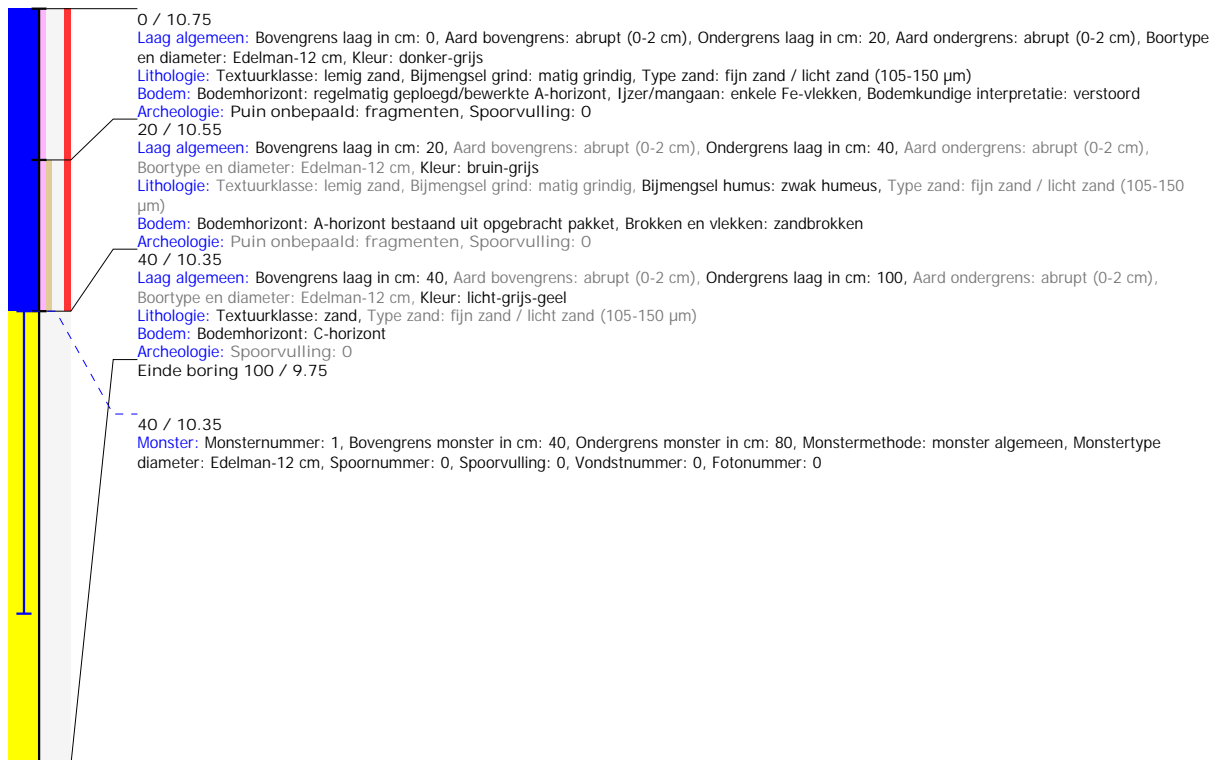 0 / 10.75
Laag algemeen: Bovengrens laag in cm: 0, Aard bovengrens: abrupt (0-2 cm), Ondergrens laag in cm: 20, Aard ondergrens: abrupt (0-2 cm), Boortype
en diameter: Edelman-12 cm, Kleur: donker-grijs
Lithologie: Textuurklasse: lemig zand, Bijmengsel grind: matig grindig, Type zand: fijn zand / licht zand (105-150 µm)
Bodem: Bodemhorizont: regelmatig geploegd/bewerkte A-horizont, Ijzer/mangaan: enkele Fe-vlekken, Bodemkundige interpretatie: verstoord
Archeologie: Puin onbepaald: fragmenten, Spoorvulling: 0
20 / 10.55
Laag algemeen: Bovengrens laag in cm: 20, Aard bovengrens: abrupt (0-2 cm), Ondergrens laag in cm: 40, Aard ondergrens: abrupt (0-2 cm),
Boortype en diameter: Edelman-12 cm, Kleur: bruin-grijs
Lithologie: Textuurklasse: lemig zand, Bijmengsel grind: matig grindig, Bijmengsel humus: zwak humeus, Type zand: fijn zand / licht zand (105-150
µm)
Bodem: Bodemhorizont: A-horizont bestaand uit opgebracht pakket, Brokken en vlekken: zandbrokken
Archeologie: Puin onbepaald: fragmenten, Spoorvulling: 0
40 / 10.35
Laag algemeen: Bovengrens laag in cm: 40, Aard bovengrens: abrupt (0-2 cm), Ondergrens laag in cm: 100, Aard ondergrens: abrupt (0-2 cm),
Boortype en diameter: Edelman-12 cm, Kleur: licht-grijs-geel
Lithologie: Textuurklasse: zand, Type zand: fijn zand / licht zand (105-150 µm)
Bodem: Bodemhorizont: C-horizont
Archeologie: Spoorvulling: 0
Einde boring 100 / 9.75
40 / 10.35
Monster: Monsternummer: 1, Bovengrens monster in cm: 40, Ondergrens monster in cm: 80, Monstermethode: monster algemeen, Monstertype
diameter: Edelman-12 cm, Spoornummer: 0, Spoorvulling: 0, Vondstnummer: 0, Fotonummer: 0